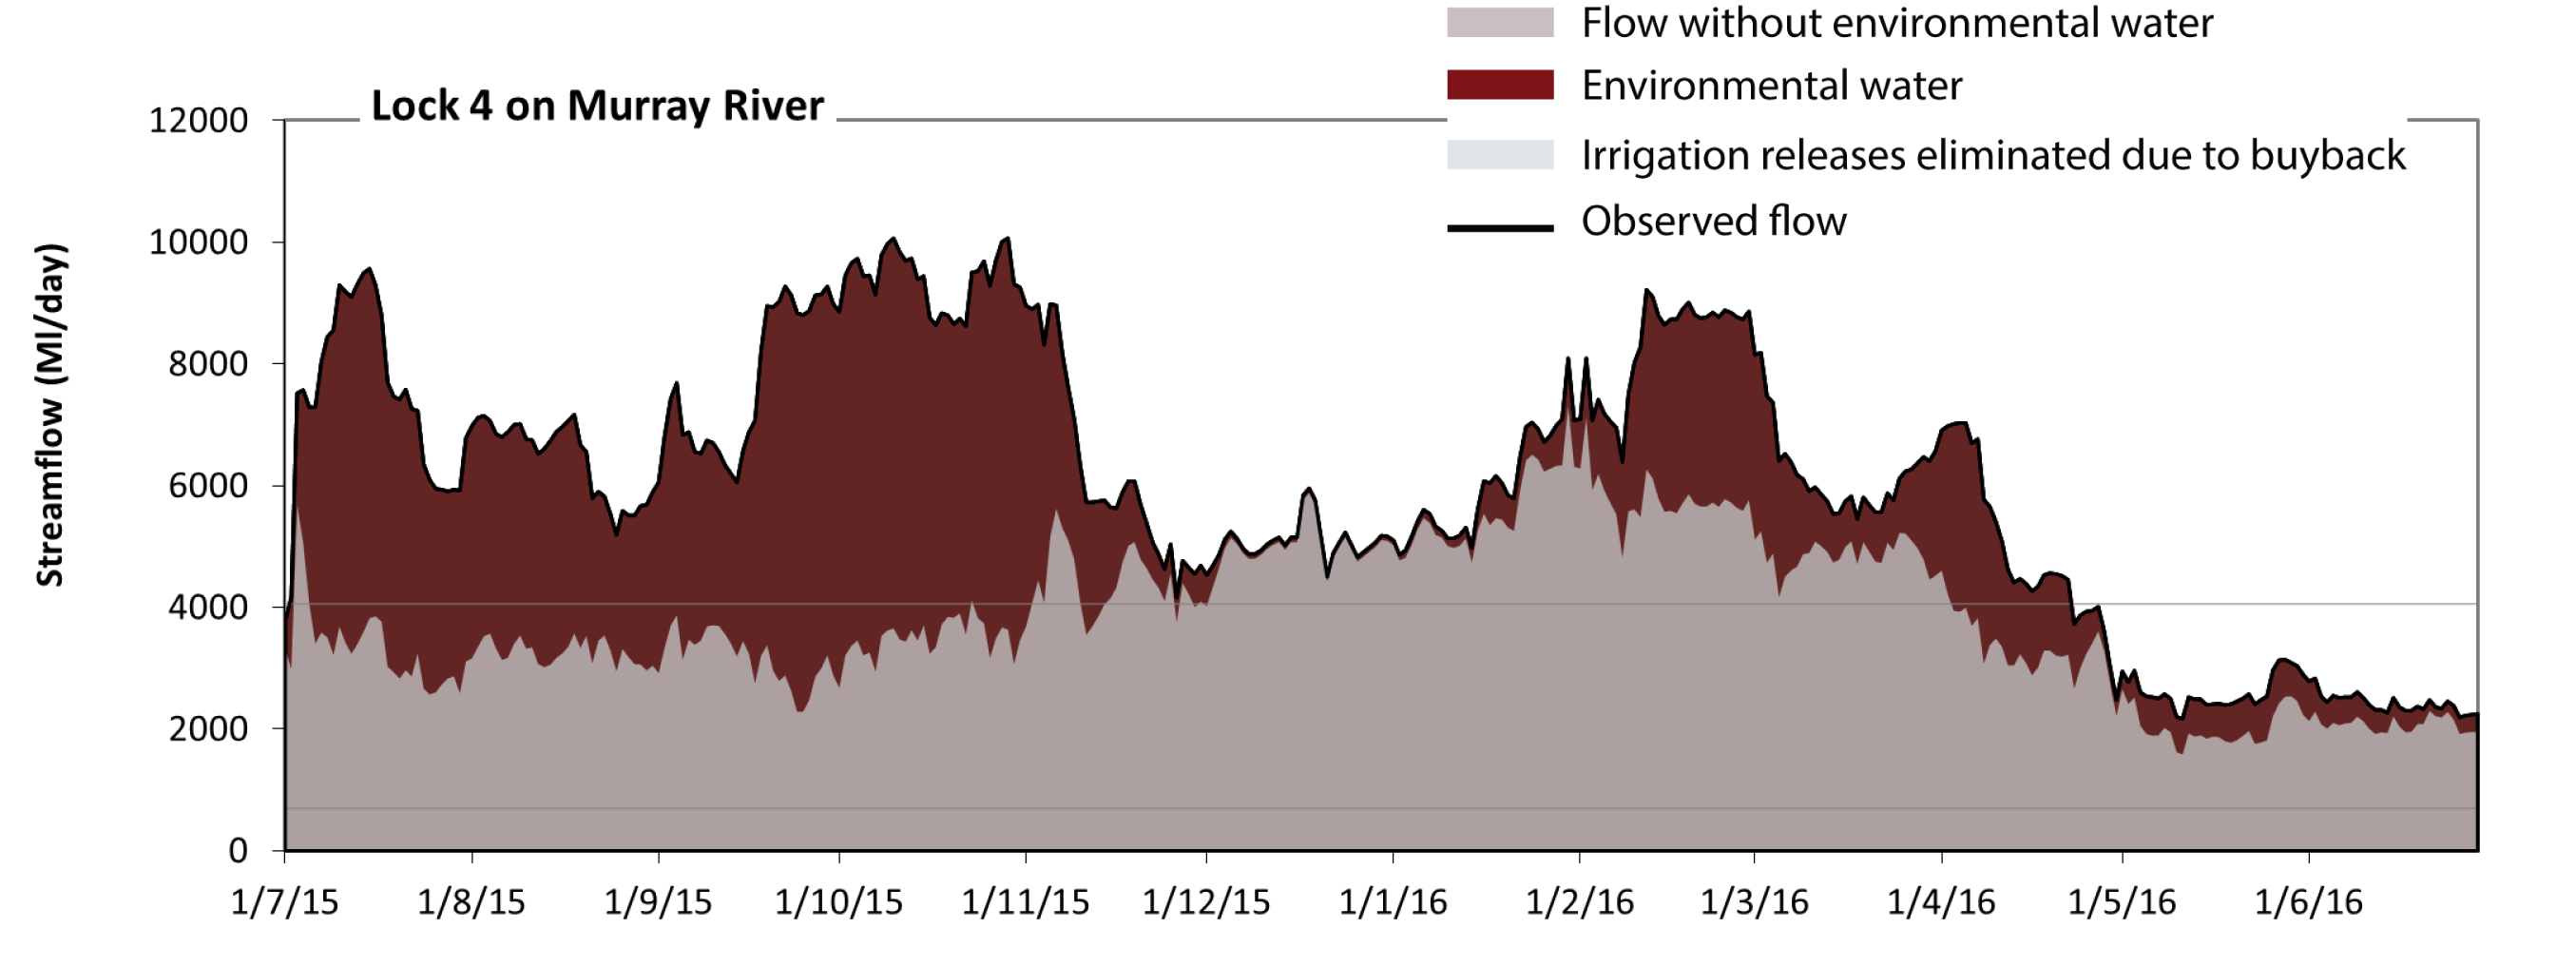 Flow without environmental water
Environmental water
Irrigation releases eliminated due to buyback
Observed flow
Lock 4 on Murray River
Streamflow (Ml/day)
12000
10000
8000
6000
4000
2000
0
1/7/15 1/8/15 1/9/15 1/10/15 1/11/15 1/12/15 1/1/16 1/2/16 1/3/16 1/4/16 1/5/16 1/6/16